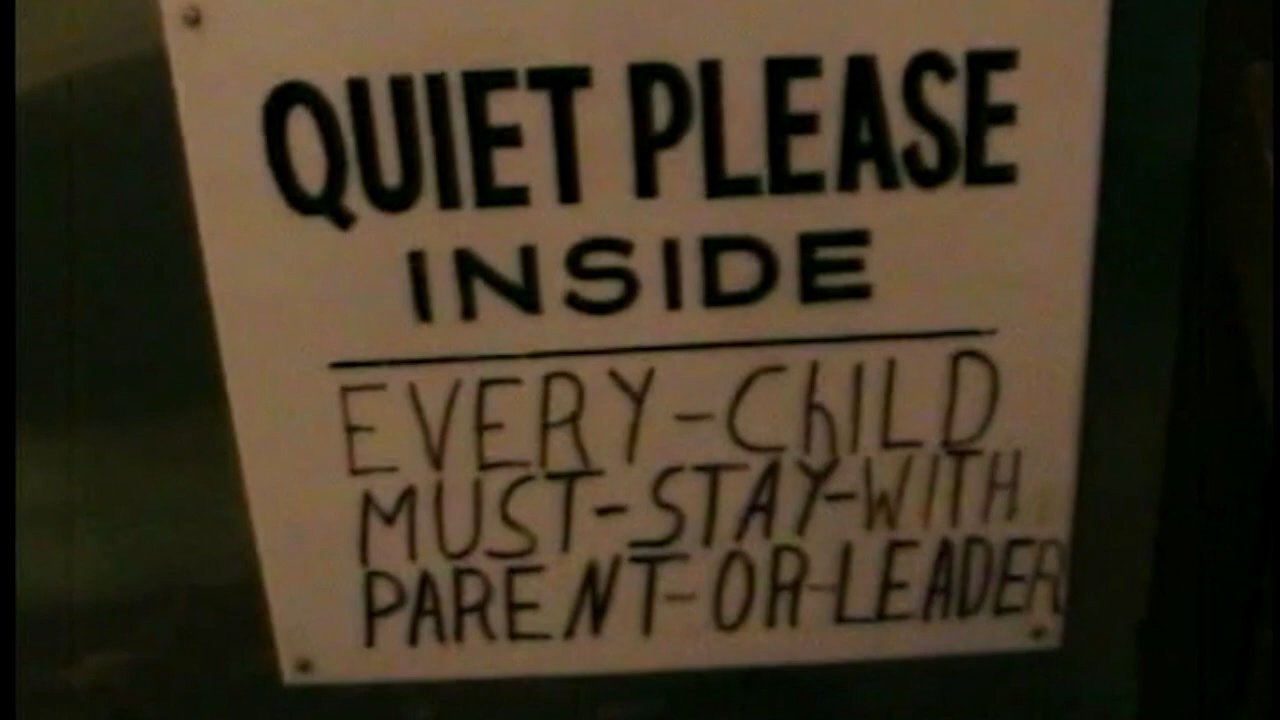 QUIET PLEASE
INSIDE
EVERY-ChILD
MUST-STAY-WITH
PARENT-OR-LEADER